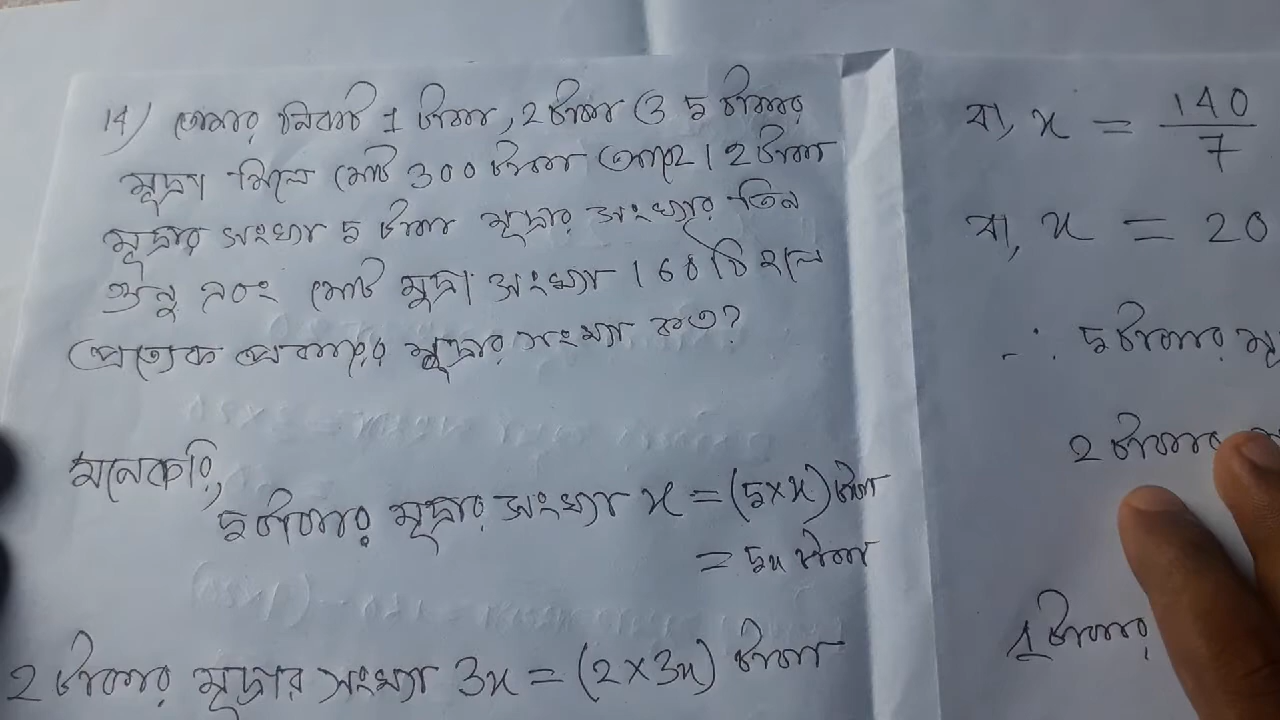 14) তোমার নিকট 1 টাকা, 2 টাকা ও 5 টাকার
মুদ্রা মিলে মোট 300 টাকা আছে। 2 টাকা
মুদ্রার সংখ্যা 5 টাকা মুদ্রার সংখ্যার তিন
গুন এবং মোট মুদ্রা সংখ্যা 160 টি হলে
প্রত্যেক প্রকারের মুদ্রার সংখ্যা কত?
মনেকরি,
5 টাকার মুদ্রার সংখ্যা x = (5×x) টাকা
= 5x টাকা
2 টাকার মুদ্রার সংখ্যা 3x = (2×3x) টাকা
বা, x = 140/7
বা, x = 20
∴ 5 টাকার মু
2 টাকার
1 টাকার